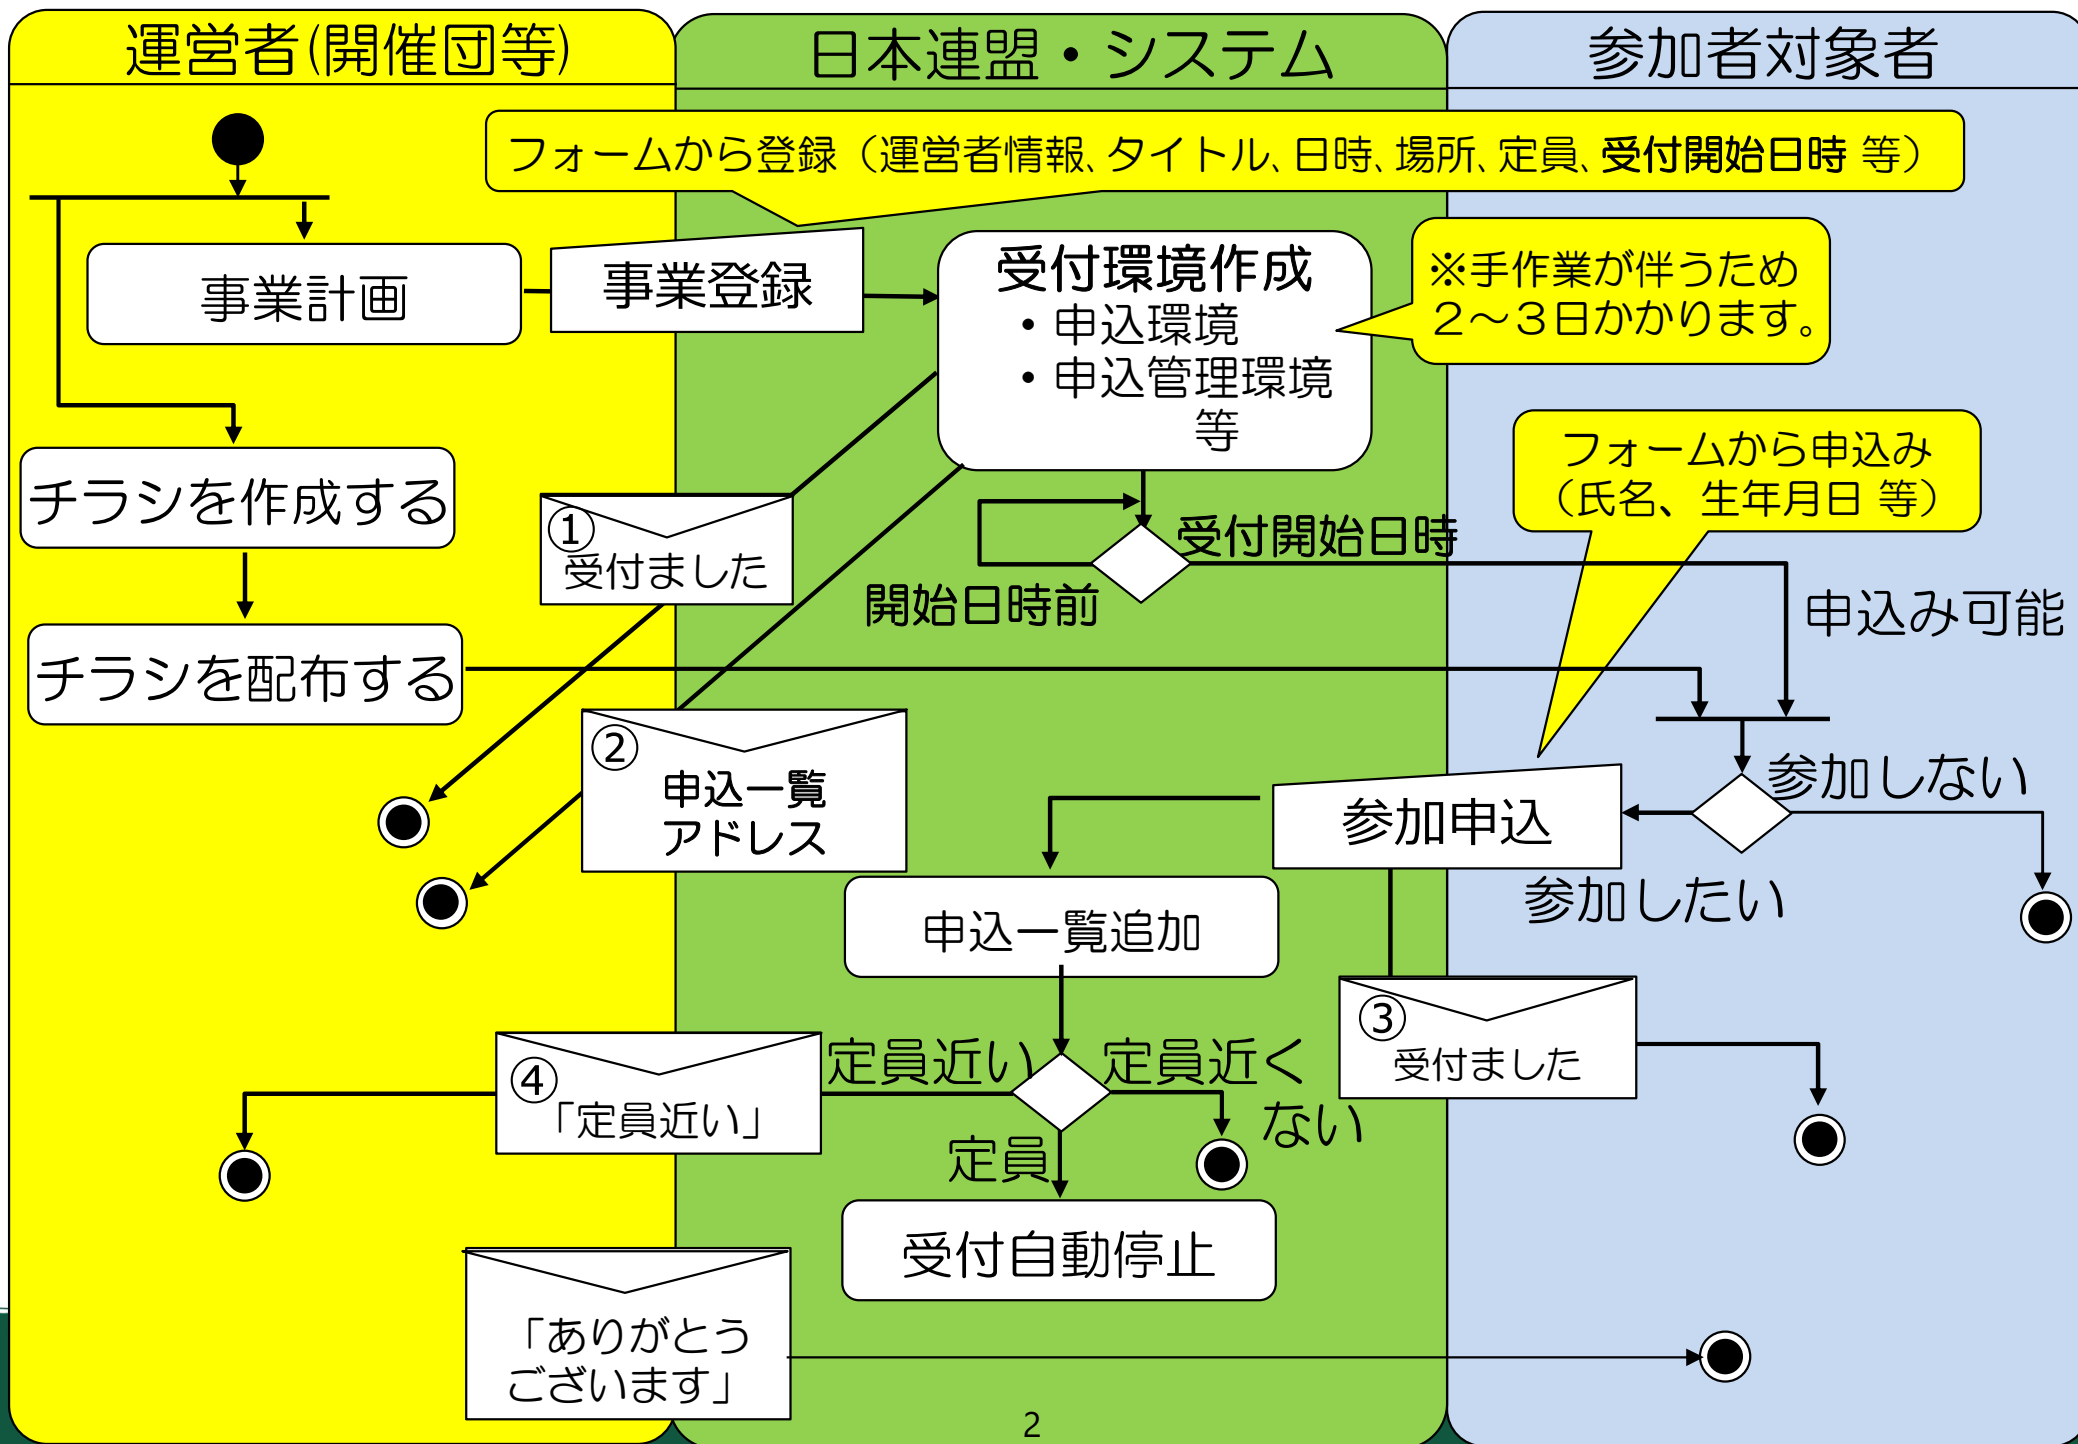 運営者(開催団等)
日本連盟・システム
参加者対象者
フォームから登録（運営者情報、タイトル、日時、場所、定員、受付開始日時 等）
事業計画
事業登録
受付環境作成
・申込環境
・申込管理環境
等
※手作業が伴うため
２～３日かかります。
チラシを作成する
①
受付ました
受付開始日時
開始日時前
フォームから申込み
（氏名、生年月日 等）
申込み可能
チラシを配布する
②
申込一覧
アドレス
参加しない
参加申込
参加したい
申込一覧追加
③
受付ました
定員近い
定員近く
ない
④
「定員近い」
定員
受付自動停止
「ありがとう
ございます」
2